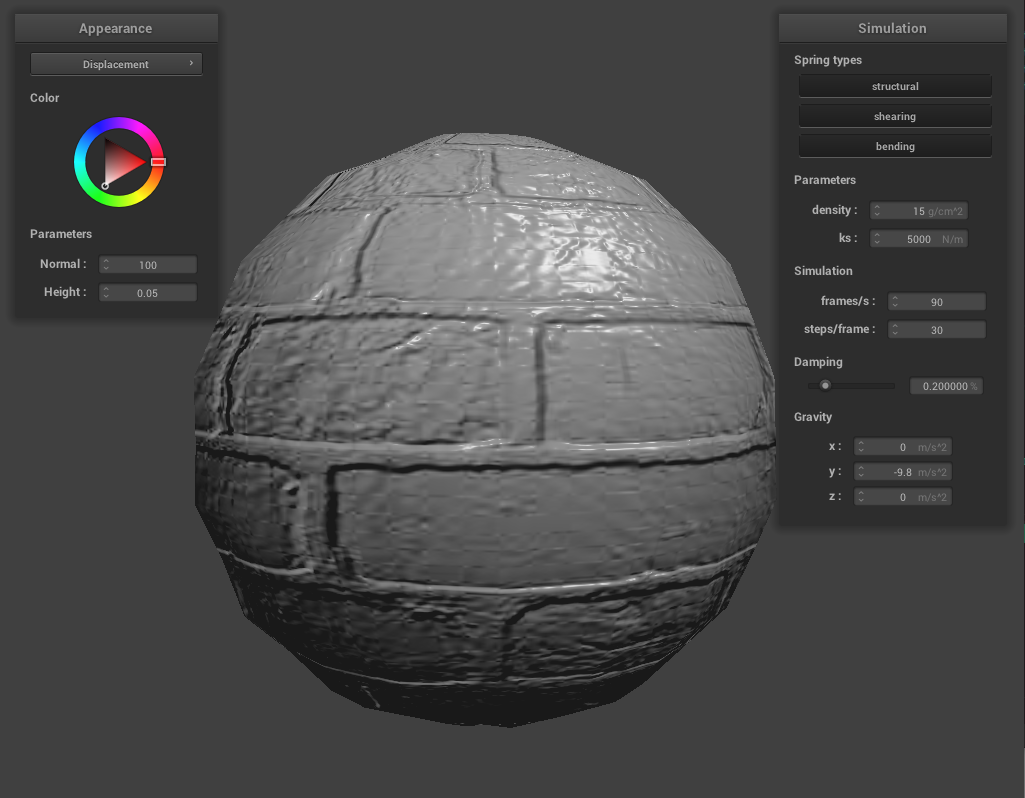 Appearance
Displacement
Color
Parameters
Normal : 100
Height : 0.05
Simulation
Spring types
structural
shearing
bending
Parameters
density : 15 g/cm^2
ks : 5000 N/m
Simulation
frames/s : 90
steps/frame : 30
Damping
0.200000 %
Gravity
x : 0 m/s^2
y : -9.8 m/s^2
z : 0 m/s^2